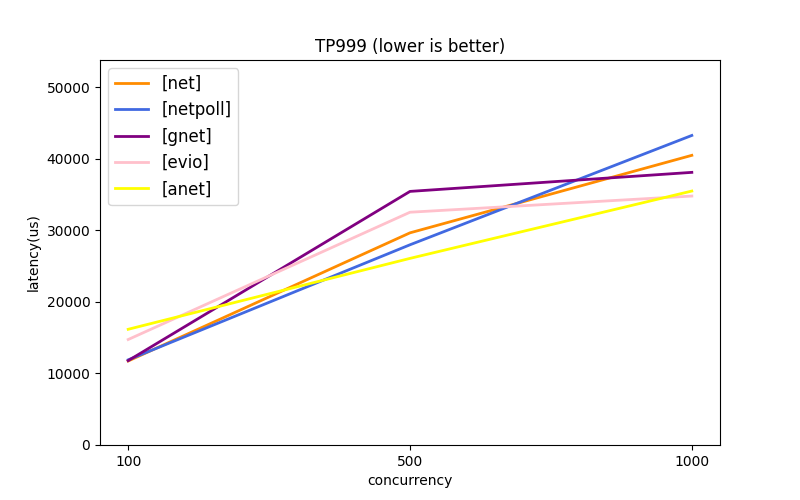 TP999 (lower is better)
50000
40000
30000
20000
10000
0
latency(us)
[net]
[netpoll]
[gnet]
[evio]
[anet]
100
500
1000
concurrency